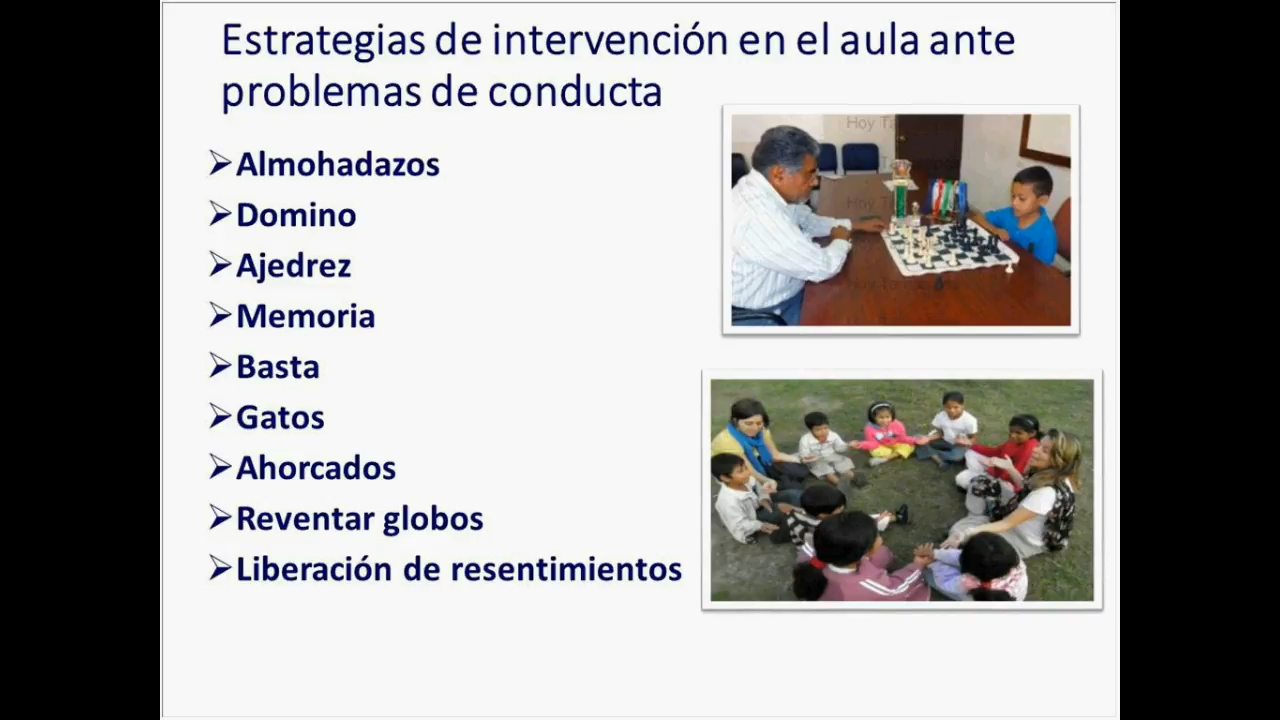 Estrategias de intervención en el aula ante
problemas de conducta
Almohadazos
Domino
Ajedrez
Memoria
Basta
Gatos
Ahorcados
Reventar globos
Liberación de resentimientos
Hoy